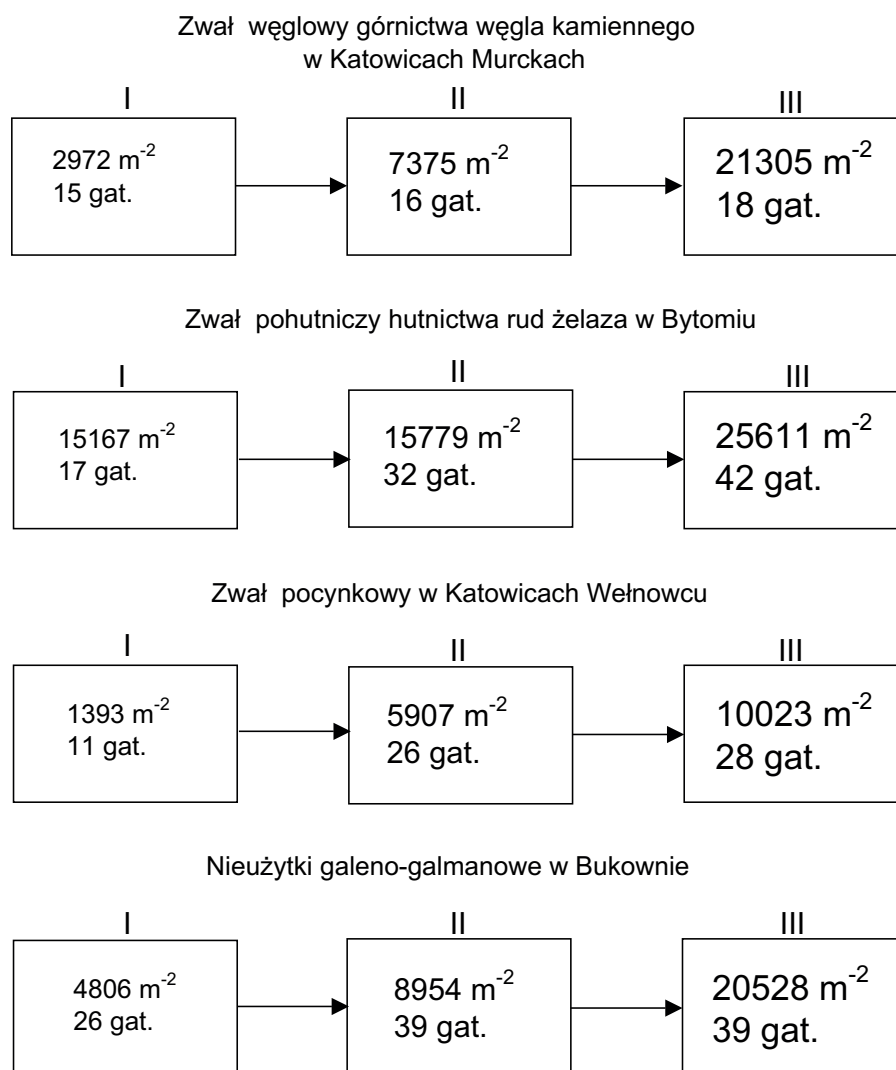 Zwał węglowy górnictwa węgla kamiennego
w Katowicach Murckach
I II III
2972 m⁻² 7375 m⁻² 21305 m⁻²
15 gat. 16 gat. 18 gat.
Zwał pohutniczy hutnictwa rud żelaza w Bytomiu
I II III
15167 m⁻² 15779 m⁻² 25611 m⁻²
17 gat. 32 gat. 42 gat.
Zwał pocynkowy w Katowicach Wełnowcu
I II III
1393 m⁻² 5907 m⁻² 10023 m⁻²
11 gat. 26 gat. 28 gat.
Nieużytki galeno-galmanowe w Bukownie
I II III
4806 m⁻² 8954 m⁻² 20528 m⁻²
26 gat. 39 gat. 39 gat.